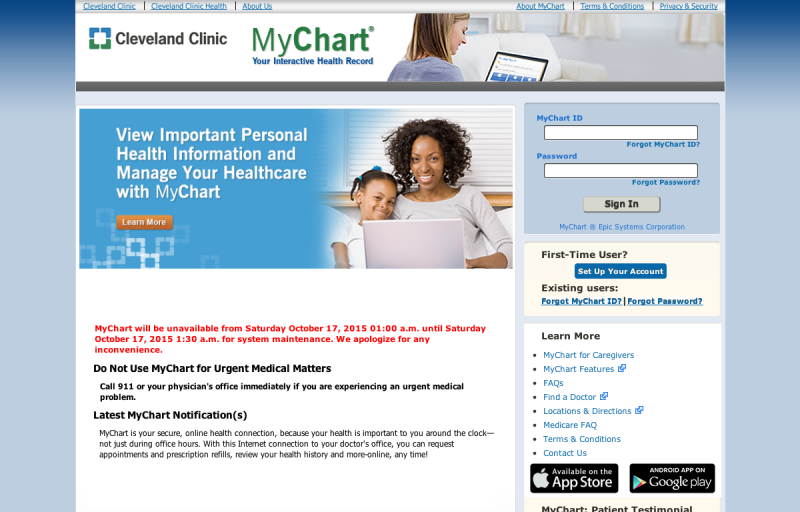 Cleveland Clinic | Cleveland Clinic Health | About Us
About MyChart | Terms & Conditions | Privacy & Security
Cleveland Clinic
MyChart®
Your Interactive Health Record
View Important Personal
Health Information and
Manage Your Healthcare
with MyChart
Learn More
MyChart ID
Forgot MyChart ID?
Password
Forgot Password?
Sign In
MyChart ® Epic Systems Corporation
First-Time User?
Set Up Your Account
Existing users:
Forgot MyChart ID? | Forgot Password?
MyChart will be unavailable from Saturday October 17, 2015 01:00 a.m. until Saturday
October 17, 2015 1:30 a.m. for system maintenance. We apologize for any
inconvenience.
Do Not Use MyChart for Urgent Medical Matters
Call 911 or your physician's office immediately if you are experiencing an urgent medical
problem.
Latest MyChart Notification(s)
MyChart is your secure, online health connection, because your health is important to you around the clock—
not just during office hours. With this Internet connection to your doctor's office, you can request
appointments and prescription refills, review your health history and more-online, any time!
Learn More
MyChart for Caregivers
MyChart Features
FAQs
Find a Doctor
Locations & Directions
Medicare FAQ
Terms & Conditions
Contact Us
Available on the
App Store
ANDROID APP ON
Google play
MyChart: Patient Testimonial